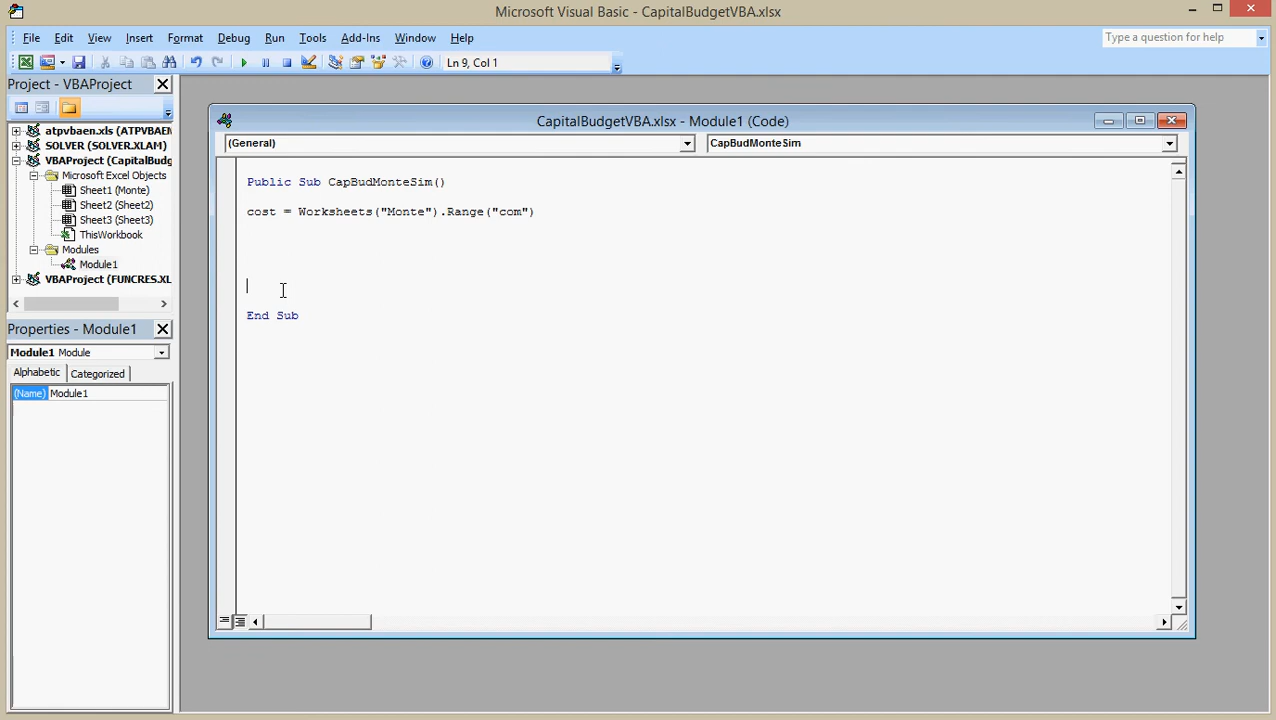 Microsoft Visual Basic - CapitalBudgetVBA.xlsx
File Edit View Insert Format Debug Run Tools Add-Ins Window Help
Type a question for help
Ln 9, Col 1
Project - VBAProject
atpvbaen.xls (ATPVBAEN
SOLVER (SOLVER.XLAM)
VBAProject (CapitalBudg
Microsoft Excel Objects
Sheet1 (Monte)
Sheet2 (Sheet2)
Sheet3 (Sheet3)
ThisWorkbook
Modules
Module1
VBAProject (FUNCRES.XL
Properties - Module1
Module1 Module
Alphabetic Categorized
(Name) Module1
CapitalBudgetVBA.xlsx - Module1 (Code)
(General) CapBudMonteSim
Public Sub CapBudMonteSim()
cost = Worksheets("Monte").Range("com")
End Sub